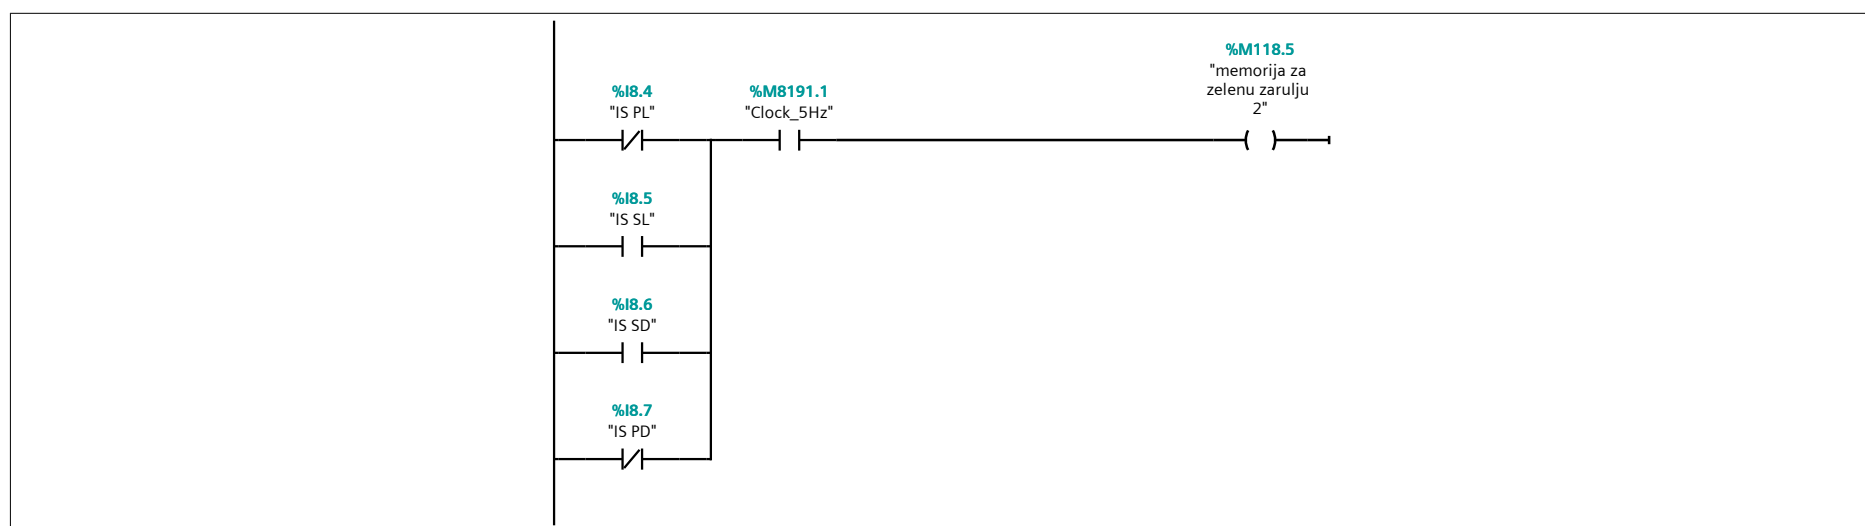 %M118.5
"memorija za
zelenu zarulju
2"
%I8.4
"IS PL"
%M8191.1
"Clock_5Hz"
%I8.5
"IS SL"
%I8.6
"IS SD"
%I8.7
"IS PD"